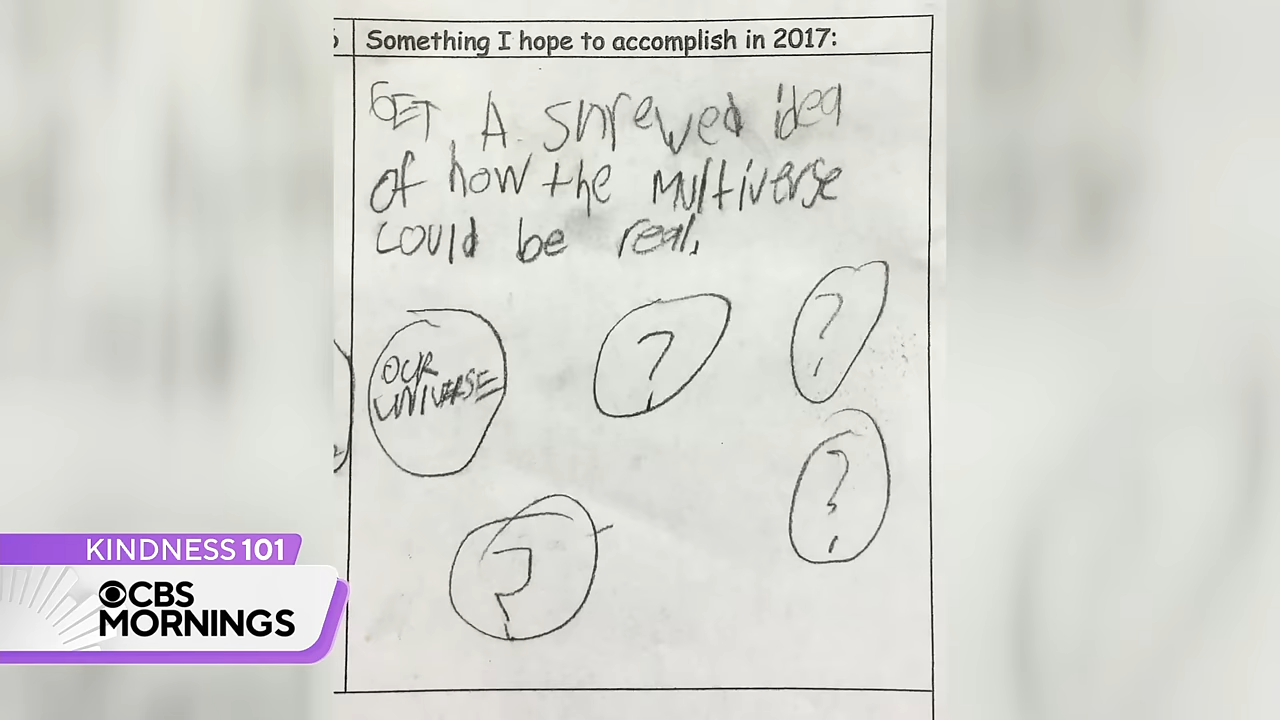 Something I hope to accomplish in 2017:
GET A shrewed idea
of how the multiverse
could be real.
OUR
UNIVERSE
?
?
?
?
KINDNESS 101
CBS
MORNINGS